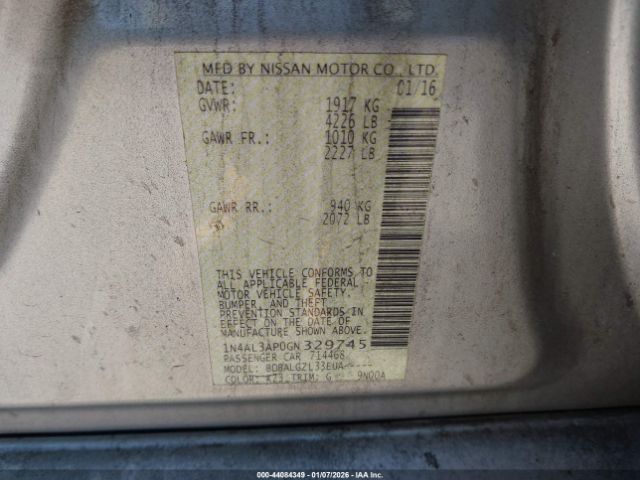 MFD BY NISSAN MOTOR CO., LTD.
DATE: 01/16
GVWR: 1917 KG
4226 LB
GAWR FR.: 1010 KG
2227 LB
GAWR RR.: 940 KG
2072 LB
THIS VEHICLE CONFORMS TO
ALL APPLICABLE FEDERAL
MOTOR VEHICLE SAFETY,
BUMPER, AND THEFT
PREVENTION STANDARDS
IN EFFECT ON THE DATE OF
MANUFACTURE SHOWN ABOVE.
1N4AL3AP0GN329745
PASSENGER CAR 714468
MODEL: BDBALGZL33EUA-----
COLOR: K23 TRIM: G 9N00A
000-44084349 | 01/07/2026 - IAA Inc.